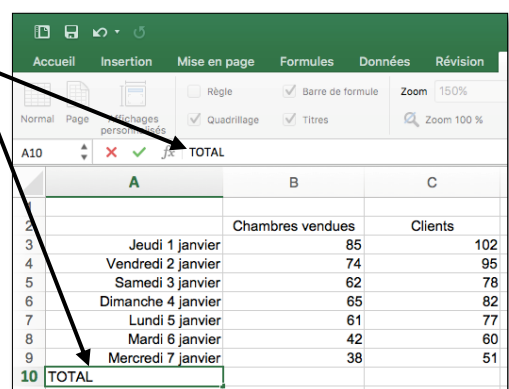 Accueil Insertion Mise en page Formules Données Révision
Règle Barre de formule Zoom 150%
Normal Page Affichages personnalisés Quadrillage Titres Zoom 100 %
A10 fx TOTAL
A B C
1
2 Chambres vendues Clients
3 Jeudi 1 janvier 85 102
4 Vendredi 2 janvier 74 95
5 Samedi 3 janvier 62 78
6 Dimanche 4 janvier 65 82
7 Lundi 5 janvier 61 77
8 Mardi 6 janvier 42 60
9 Mercredi 7 janvier 38 51
10 TOTAL